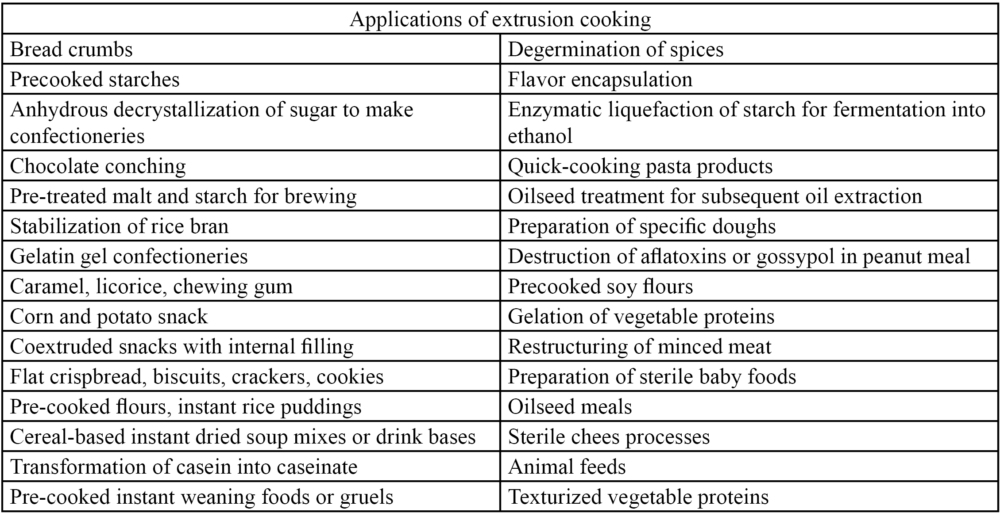 Applications of extrusion cooking
Bread crumbs
Degermination of spices
Precooked starches
Flavor encapsulation
Anhydrous decrystallization of sugar to make
confectioneries
Enzymatic liquefaction of starch for fermentation into
ethanol
Chocolate conching
Quick-cooking pasta products
Pre-treated malt and starch for brewing
Oilseed treatment for subsequent oil extraction
Stabilization of rice bran
Preparation of specific doughs
Gelatin gel confectioneries
Destruction of aflatoxins or gossypol in peanut meal
Caramel, licorice, chewing gum
Precooked soy flours
Corn and potato snack
Gelation of vegetable proteins
Coextruded snacks with internal filling
Restructuring of minced meat
Flat crispbread, biscuits, crackers, cookies
Preparation of sterile baby foods
Pre-cooked flours, instant rice puddings
Oilseed meals
Cereal-based instant dried soup mixes or drink bases
Sterile chees processes
Transformation of casein into caseinate
Animal feeds
Pre-cooked instant weaning foods or gruels
Texturized vegetable proteins